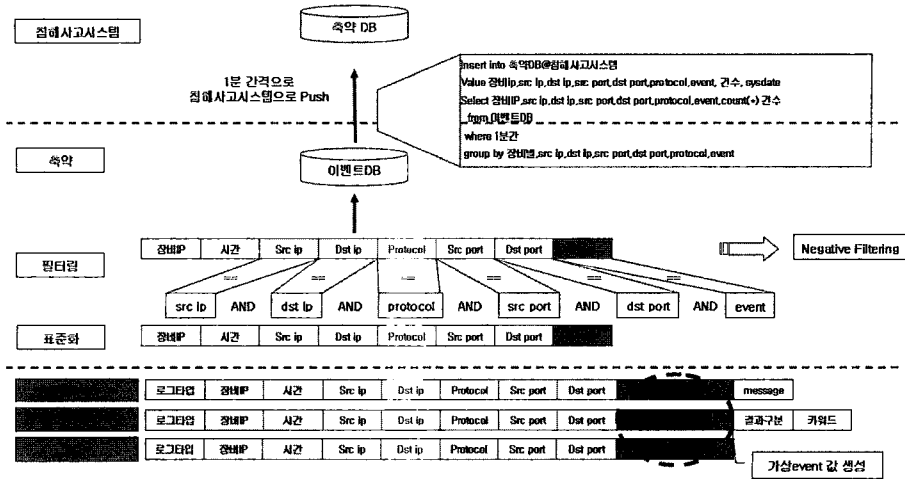 침해사고시스템
축약 DB
1분 간격으로
침해사고시스템으로 Push
Insert into 축약DB@침해사고시스템
Value 장비ip,src ip,dst ip,src port,dst port,protocol,event, 건수, sysdate
Select 장비IP,src ip,dst ip,src port,dst port,protocol,event,count(*) 건수
from 이벤트DB
where 1분간
group by 장비별,src ip,dst ip,src port,dst port,protocol,event
축약
이벤트DB
필터링
장비IP 시간 Src ip Dst ip Protocol Src port Dst port
Negative Filtering
== == == == == ==
src ip AND dst ip AND protocol AND src port AND dst port AND event
표준화
장비IP 시간 Src ip Dst ip Protocol Src port Dst port
로그타입 장비IP 시간 Src ip Dst ip Protocol Src port Dst port message
로그타입 장비IP 시간 Src ip Dst ip Protocol Src port Dst port 결과구분 키워드
로그타입 장비IP 시간 Src ip Dst ip Protocol Src port Dst port
가상event 값 생성